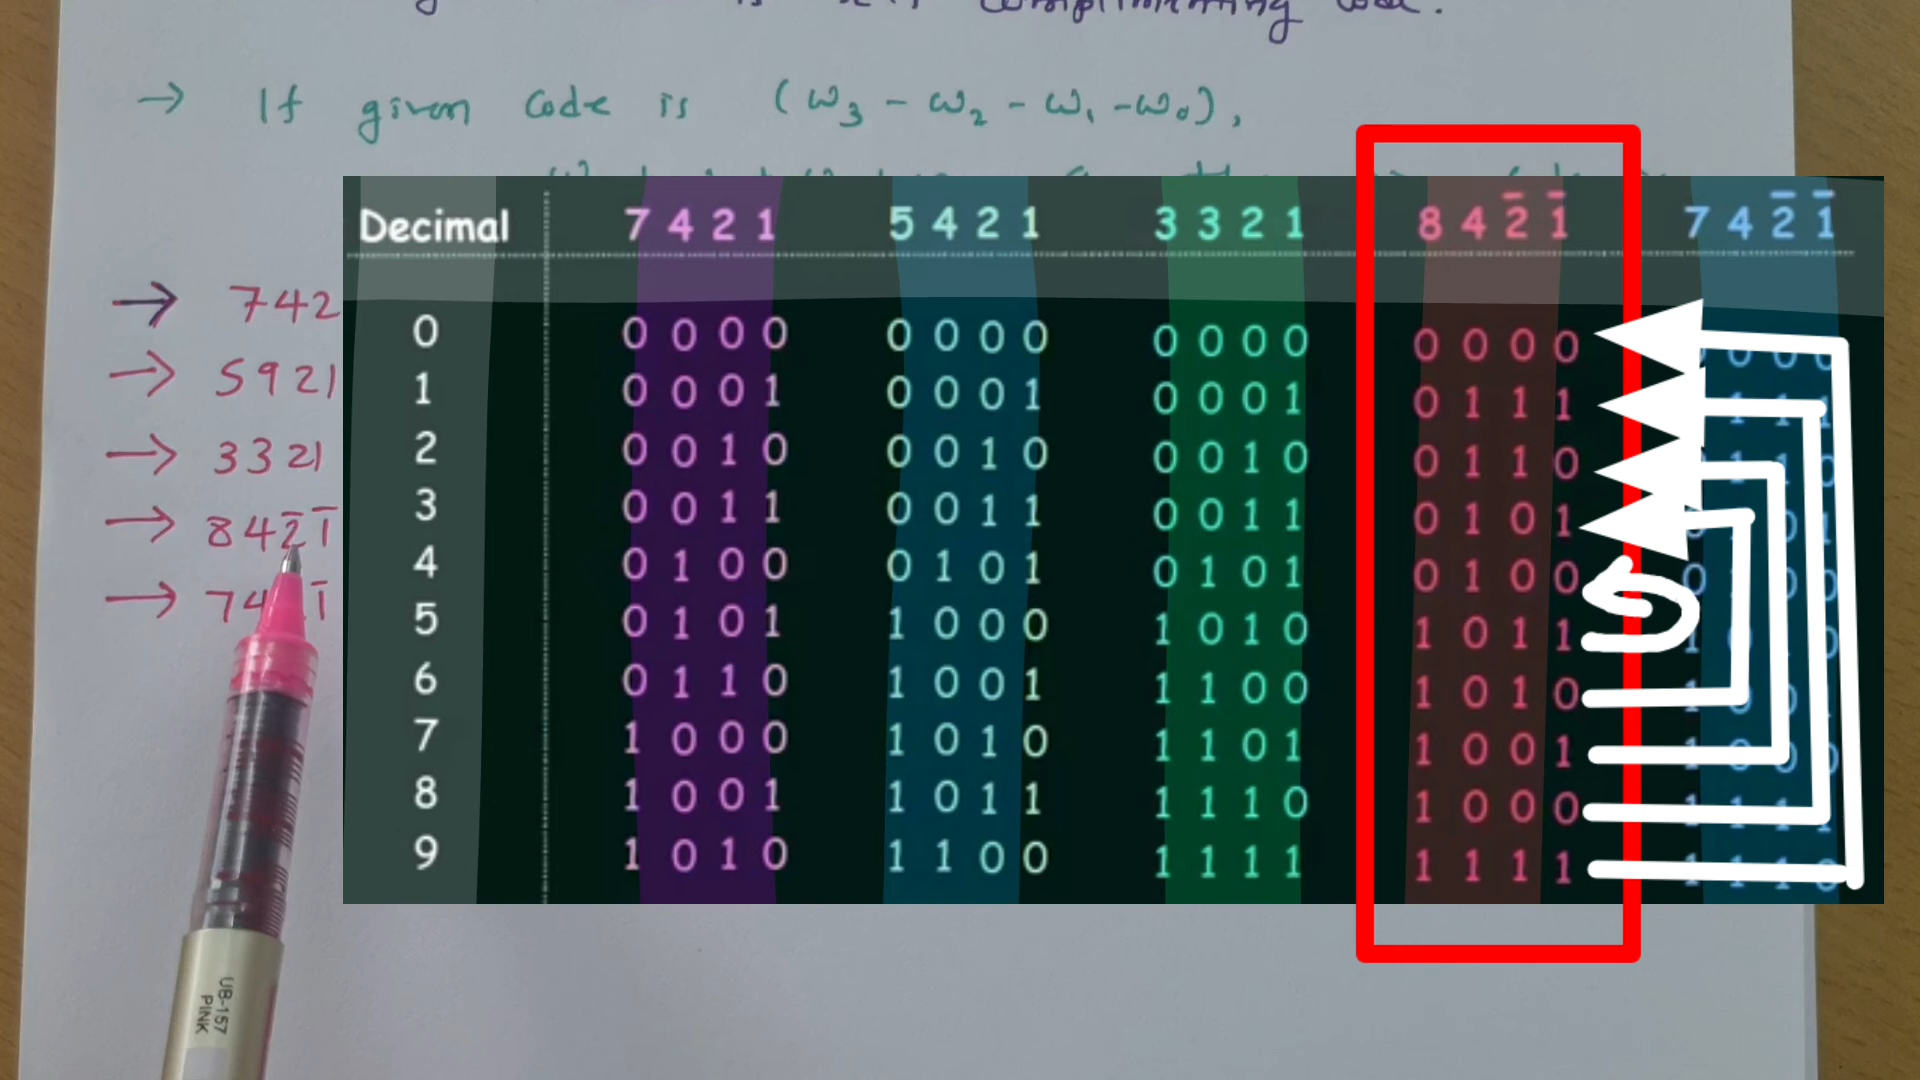 complimenting code.
→ If given code is (ω₃ - ω₂ - ω₁ - ω₀),
→ 742
→ 5921
→ 3321
→ 842̅1̅
→ 74 1̅
Decimal 7 4 2 1 5 4 2 1 3 3 2 1 8 4 2̅ 1̅ 7 4 2̅ 1̅
0 0 0 0 0 0 0 0 0 0 0 0 0 0 0 0 0
1 0 0 0 1 0 0 0 1 0 0 0 1 0 1 1 1
2 0 0 1 0 0 0 1 0 0 0 1 0 0 1 1 0
3 0 0 1 1 0 0 1 1 0 0 1 1 0 1 0 1
4 0 1 0 0 0 1 0 1 0 1 0 1 0 1 0 0
5 0 1 0 1 1 0 0 0 1 0 1 0 1 0 1 1
6 0 1 1 0 1 0 0 1 1 1 0 0 1 0 1 0
7 1 0 0 0 1 0 1 0 1 1 0 1 1 0 0 1
8 1 0 0 1 1 0 1 1 1 1 1 0 1 0 0 0
9 1 0 1 0 1 1 0 0 1 1 1 1 1 1 1 1
UB-157
PINK